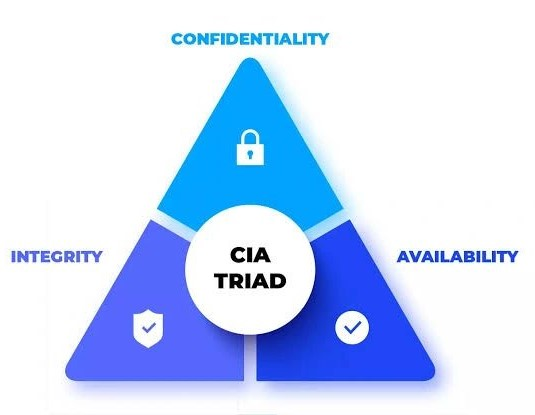 CONFIDENTIALITY
INTEGRITY
CIA
TRIAD
AVAILABILITY